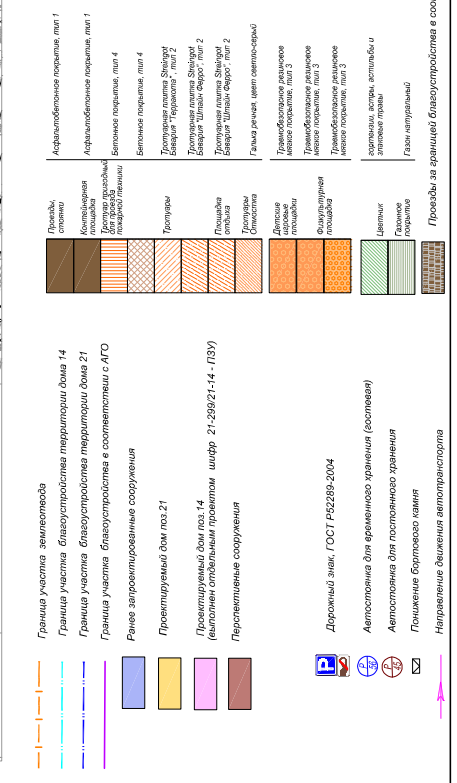 Граница участка землеотвода
Граница участка благоустройства территории дома 14
Граница участка благоустройства территории дома 21
Граница участка благоустройства в соответствии с АГО
Ранее запроектированные сооружения
Проектируемый дом поз.21
Проектируемый дом поз.14
(выполнен отдельным проектом шифр 21-299/21-14 - ПЗУ)
Перспективные сооружения
P
Дорожный знак, ГОСТ Р52289-2004
P
56
Автостоянка для временного хранения (гостевая)
P
45
Автостоянка для постоянного хранения
Понижение бортового камня
Направление движения автотранспорта
Проезды,
стоянки
Асфальтобетонное покрытие, тип 1
Контейнерная
площадка
Асфальтобетонное покрытие, тип 1
Тротуар пригодный
для проезда
пожарной техники
Бетонное покрытие, тип 4
Бетонное покрытие, тип 4
Тротуары
Тротуарная плитка Streingot
Бавария "Терракота", тип 2
Тротуарная плитка Streingot
Бавария "Штайн Ферро", тип 2
Площадка
отдыха
Тротуарная плитка Streingot
Бавария "Штайн Ферро", тип 2
Тротуары
Отмостка
Галька речная, цвет светло-серый
Детские
игровые
площадки
Травмобезопасное резиновое
мягкое покрытие, тип 3
Травмобезопасное резиновое
мягкое покрытие, тип 3
Физкультурная
площадка
Травмобезопасное резиновое
мягкое покрытие, тип 3
Цветник
гортензии, астры, астильбы и
злаковые травы
Газонное
покрытие
Газон натуральный
Проезды за границей благоустройства в соо